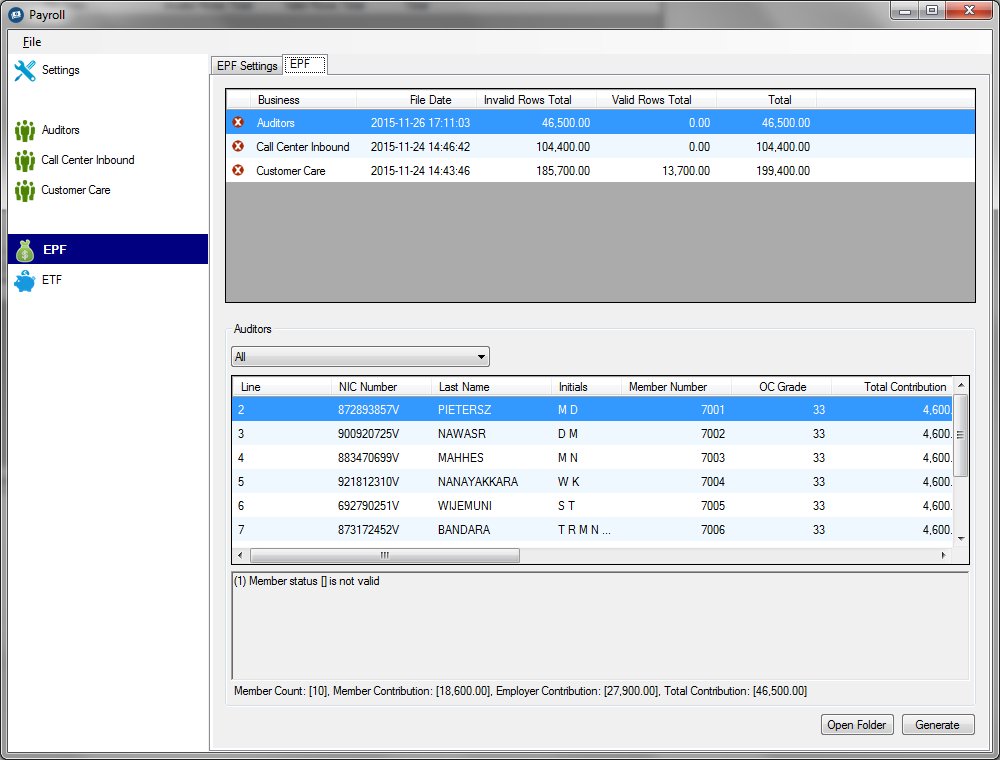 Payroll
File
Settings
Auditors
Call Center Inbound
Customer Care
EPF
ETF
EPF Settings EPF
Business File Date Invalid Rows Total Valid Rows Total Total
Auditors 2015-11-26 17:11:03 46,500.00 0.00 46,500.00
Call Center Inbound 2015-11-24 14:46:42 104,400.00 0.00 104,400.00
Customer Care 2015-11-24 14:43:46 185,700.00 13,700.00 199,400.00
Auditors
All
Line NIC Number Last Name Initials Member Number OC Grade Total Contribution
2 872893857V PIETERSZ M D 7001 33 4,600.
3 900920725V NAWASR D M 7002 33 4,600.
4 883470699V MAHHES M N 7003 33 4,600.
5 921812310V NANAYAKKARA W K 7004 33 4,600.
6 692790251V WIJEMUNI S T 7005 33 4,600.
7 873172452V BANDARA T R M N ... 7006 33 4,600.
(1) Member status [] is not valid
Member Count: [10], Member Contribution: [18,600.00], Employer Contribution: [27,900.00], Total Contribution: [46,500.00]
Open Folder Generate